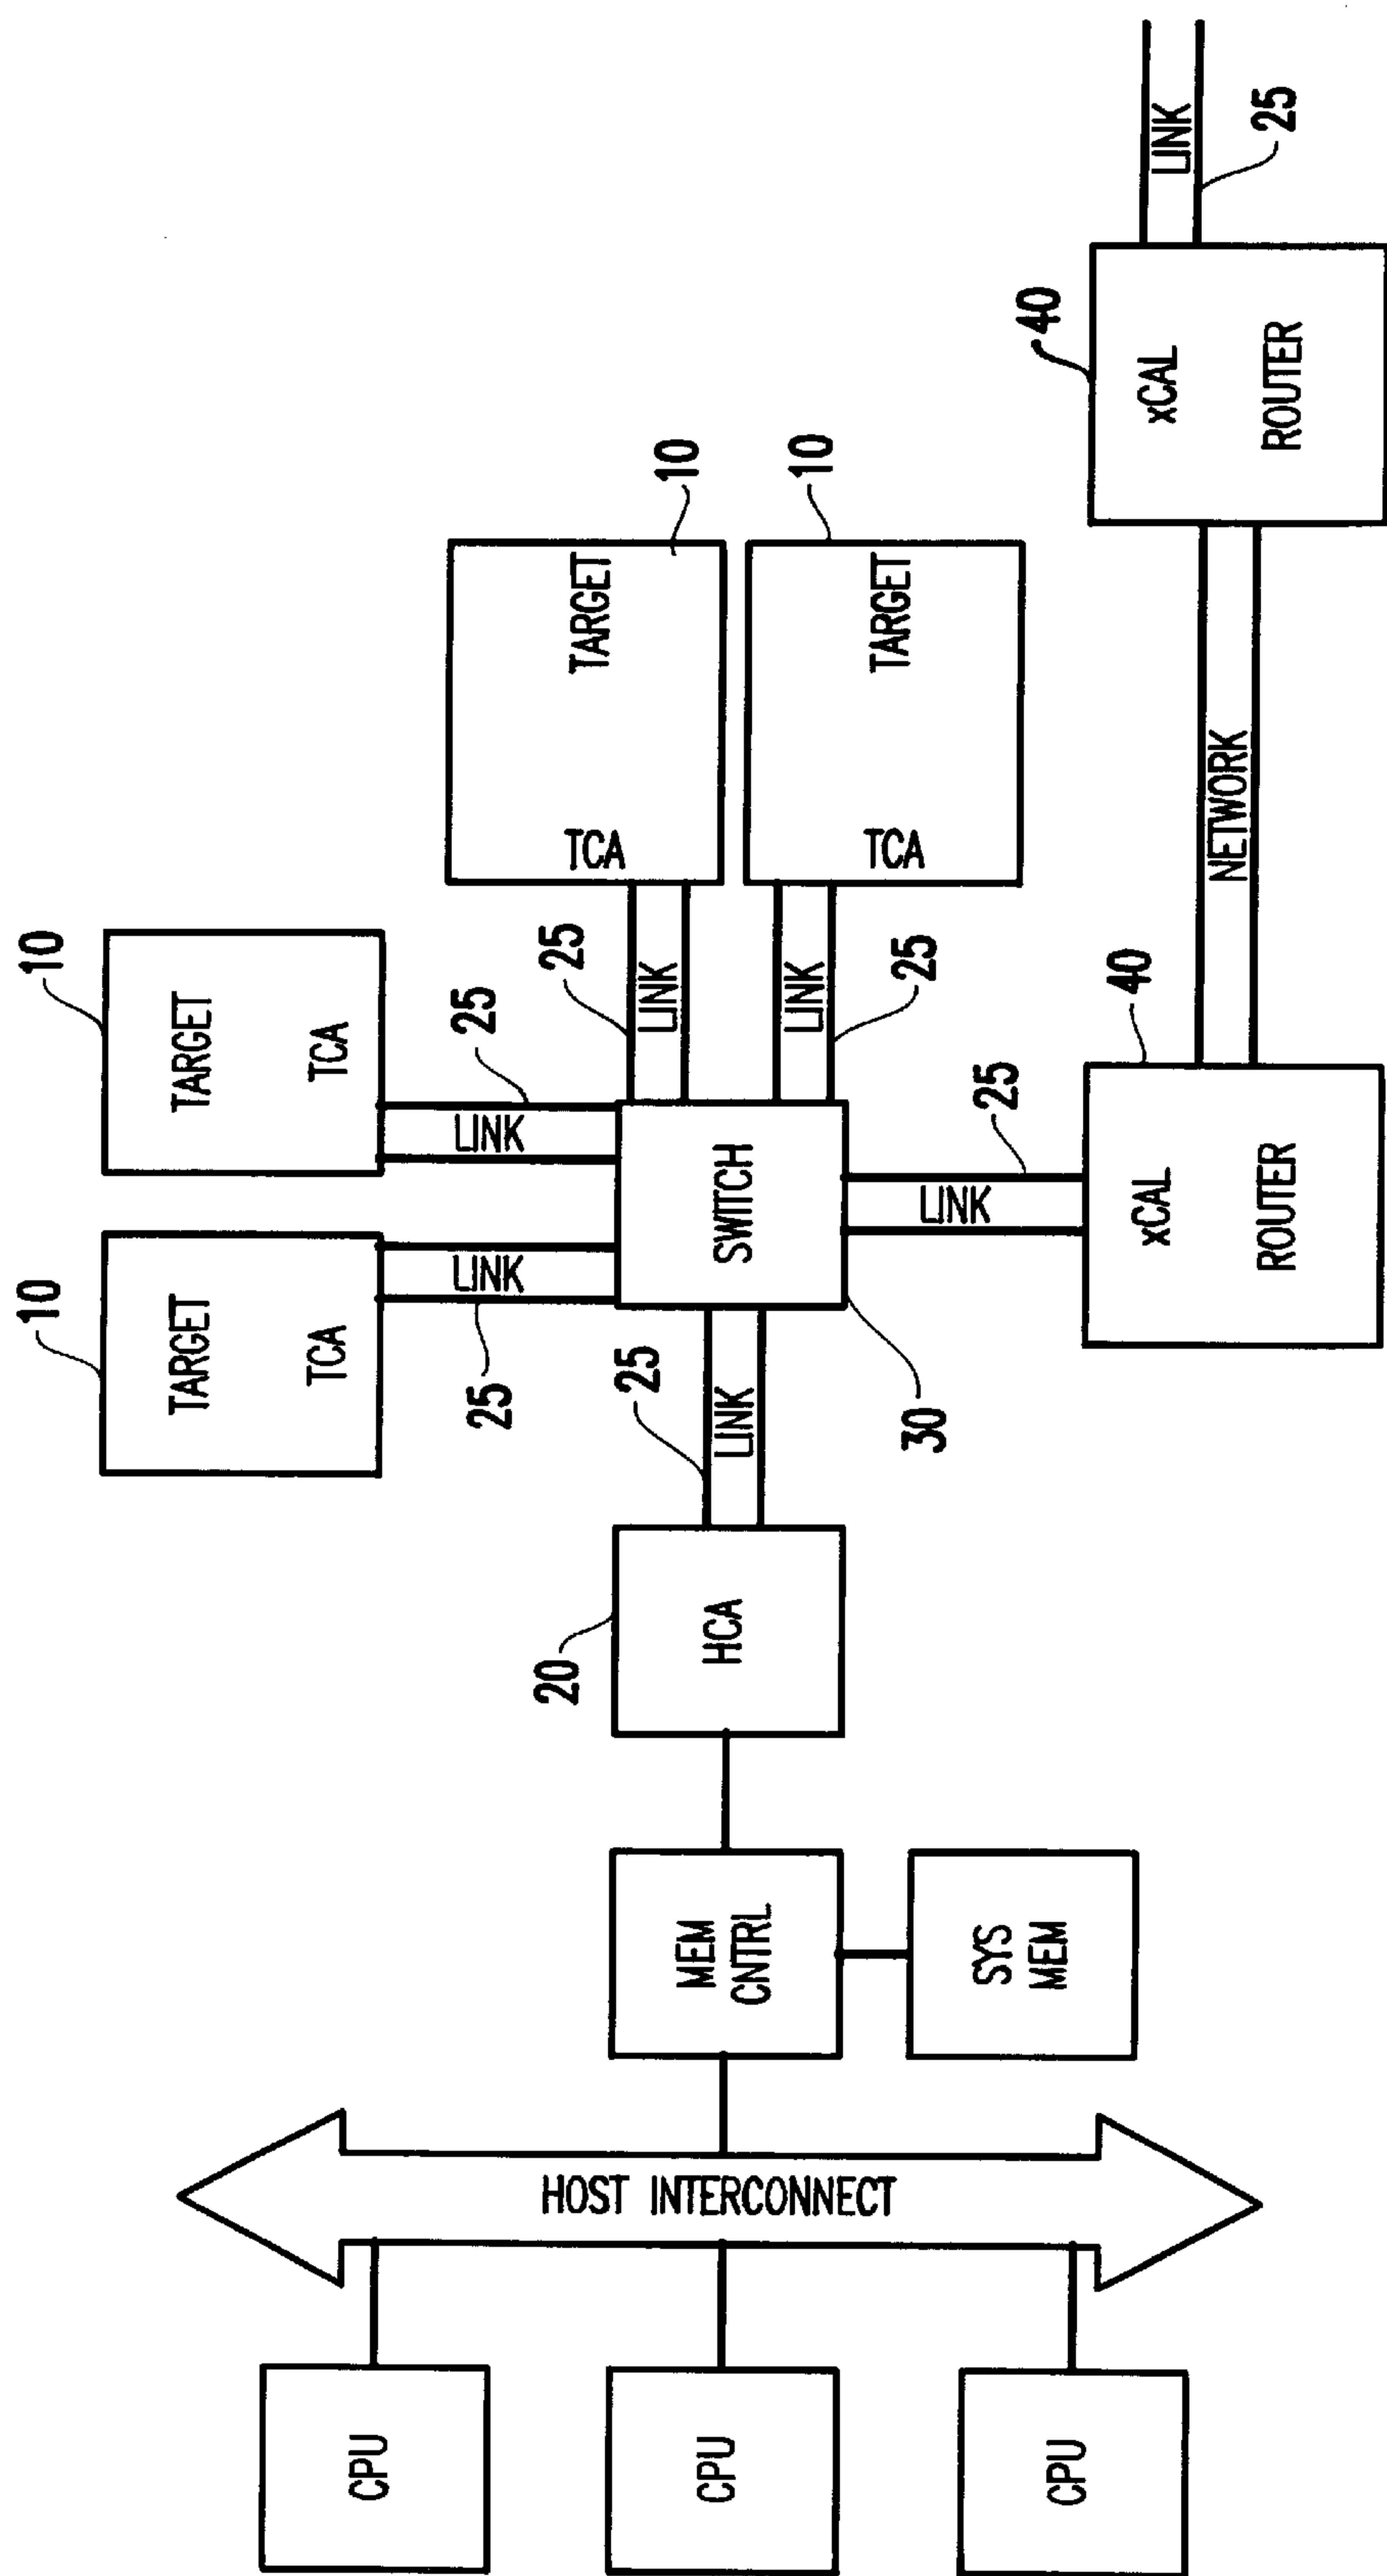 10
10
TARGET
TARGET
TCA
TCA
25
LINK
LINK
25
25
LINK
TCA
TARGET
10
CPU
CPU
CPU
HOST INTERCONNECT
MEM
CNTRL
SYS
MEM
20
HCA
25
LINK
SWITCH
30
LINK
25
TCA
TARGET
10
LINK
25
40
xCAL
ROUTER
NETWORK
40
xCAL
ROUTER
LINK
25